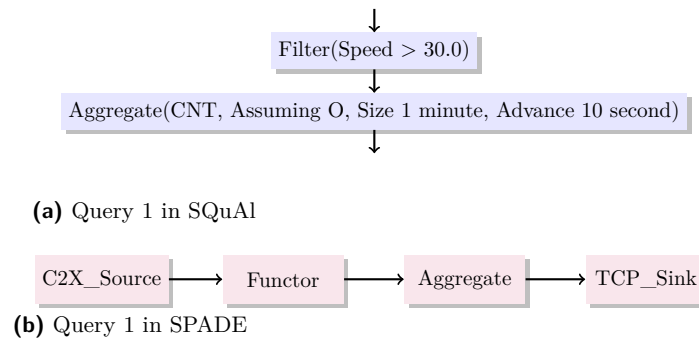 Filter(Speed > 30.0)
Aggregate(CNT, Assuming O, Size 1 minute, Advance 10 second)
(a) Query 1 in SQuAl
C2X_Source Functor Aggregate TCP_Sink
(b) Query 1 in SPADE